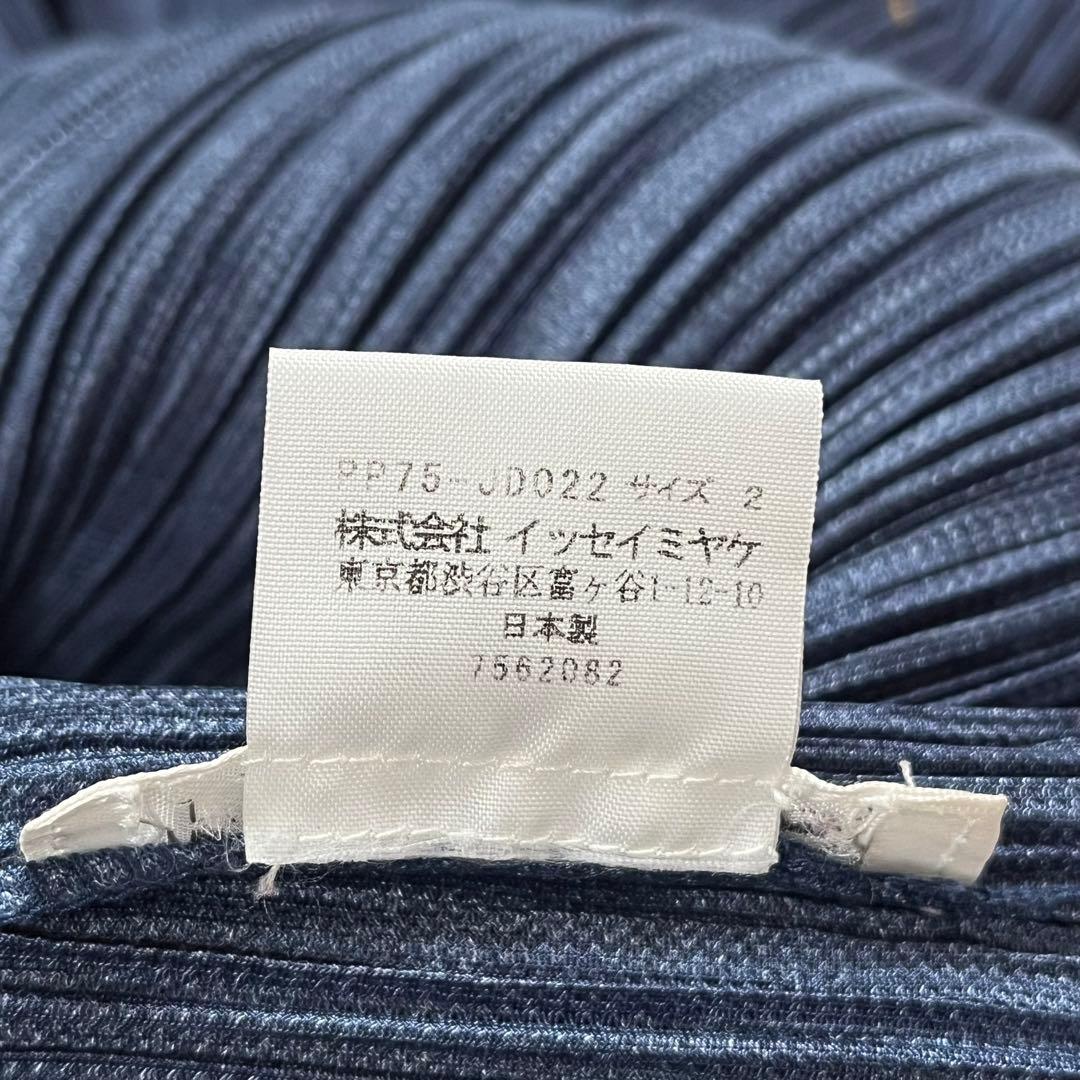 PP75-JD022 サイズ 2
株式会社 イッセイミヤケ
東京都渋谷区富ヶ谷1-12-10
日本製
7562082